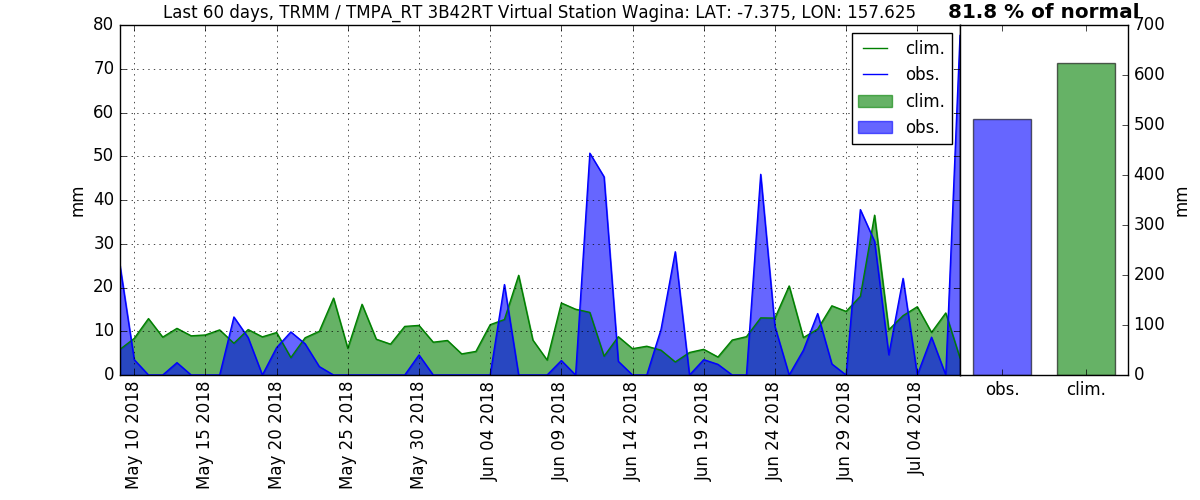 Last 60 days, TRMM / TMPA_RT 3B42RT Virtual Station Wagina: LAT: -7.375, LON: 157.625
81.8 % of normal
80
70
60
50
40
30
20
10
0
mm
clim.
obs.
clim.
obs.
May 10 2018
May 15 2018
May 20 2018
May 25 2018
May 30 2018
Jun 04 2018
Jun 09 2018
Jun 14 2018
Jun 19 2018
Jun 24 2018
Jun 29 2018
Jul 04 2018
obs.
clim.
700
600
500
400
300
200
100
0
mm